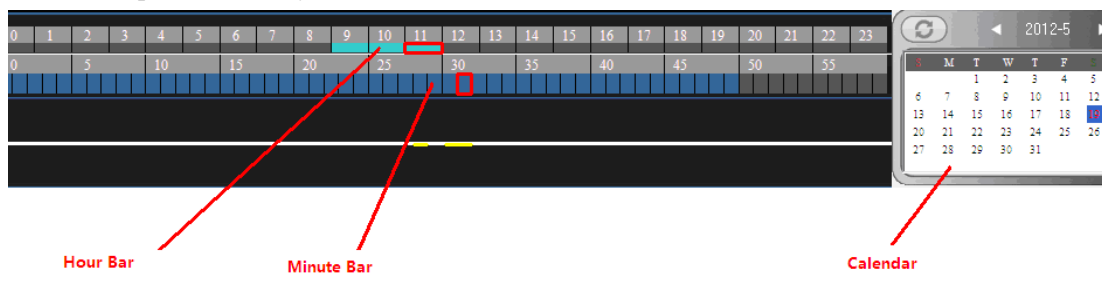 0 1 2 3 4 5 6 7 8 9 10 11 12 13 14 15 16 17 18 19 20 21 22 23
0 5 10 15 20 25 30 35 40 45 50 55
2012-5
S M T W T F
1 2 3 4 5
6 7 8 9 10 11 12
13 14 15 16 17 18
20 21 22 23 24 25 26
27 28 29 30 31
Hour Bar
Minute Bar
Calendar